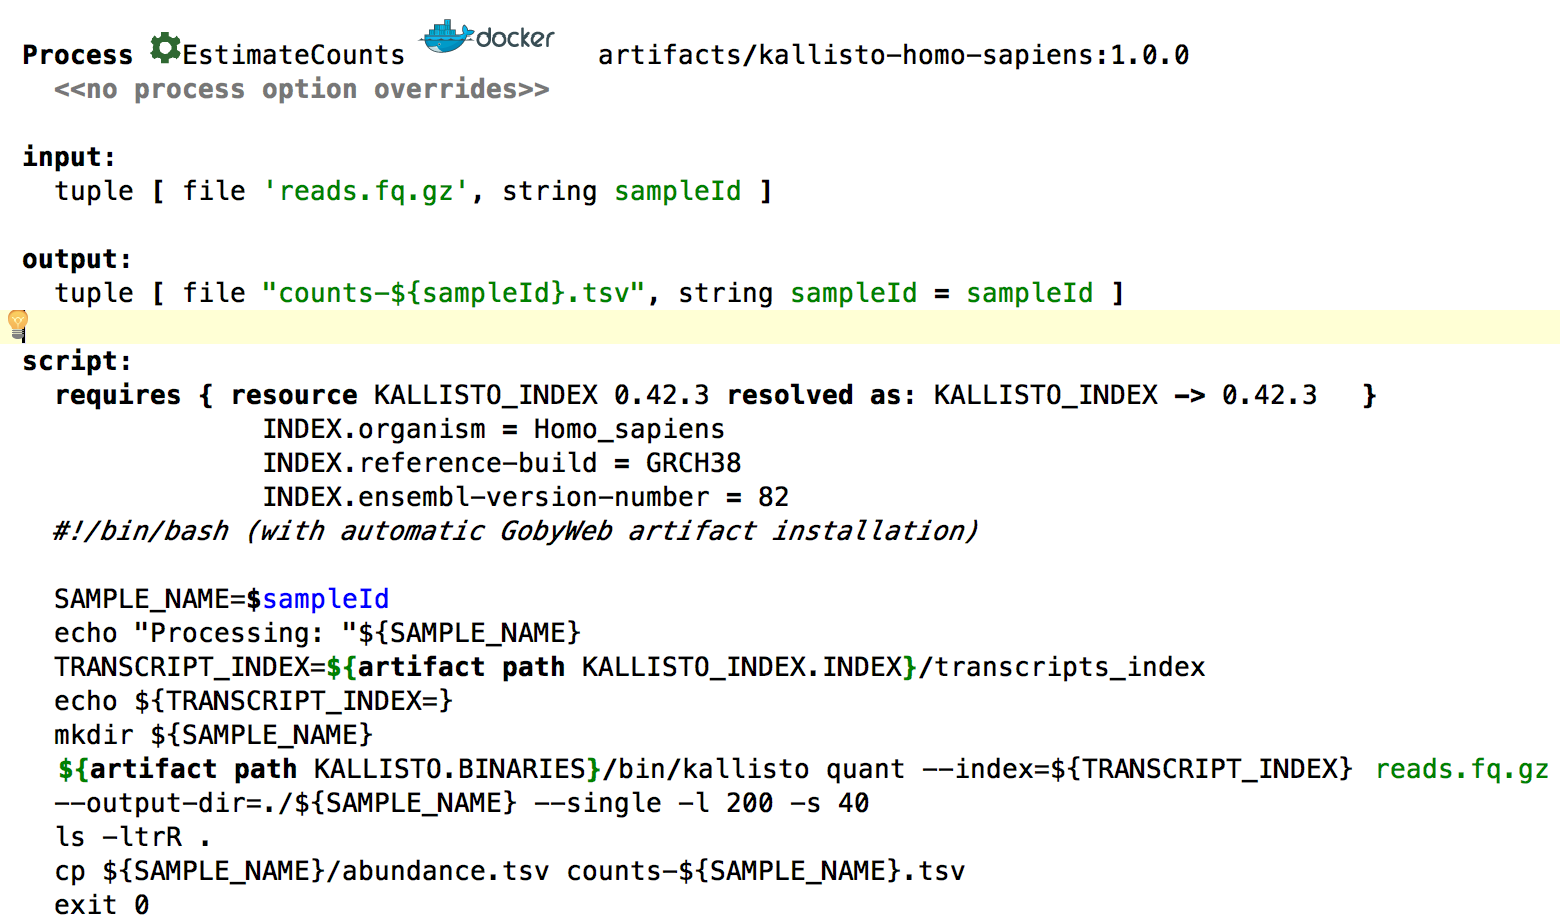 Process EstimateCounts docker artifacts/kallisto-homo-sapiens:1.0.0
<<no process option overrides>>
input:
tuple [ file 'reads.fq.gz', string sampleId ]
output:
tuple [ file "counts-${sampleId}.tsv", string sampleId = sampleId ]
script:
requires { resource KALLISTO_INDEX 0.42.3 resolved as: KALLISTO_INDEX -> 0.42.3 }
INDEX.organism = Homo_sapiens
INDEX.reference-build = GRCH38
INDEX.ensembl-version-number = 82
#!/bin/bash (with automatic GobyWeb artifact installation)
SAMPLE_NAME=$sampleId
echo "Processing: "${SAMPLE_NAME}
TRANSCRIPT_INDEX=${artifact path KALLISTO_INDEX.INDEX}/transcripts_index
echo ${TRANSCRIPT_INDEX=}
mkdir ${SAMPLE_NAME}
${artifact path KALLISTO.BINARIES}/bin/kallisto quant --index=${TRANSCRIPT_INDEX} reads.fq.gz
--output-dir=./${SAMPLE_NAME} --single -l 200 -s 40
ls -ltrR .
cp ${SAMPLE_NAME}/abundance.tsv counts-${SAMPLE_NAME}.tsv
exit 0